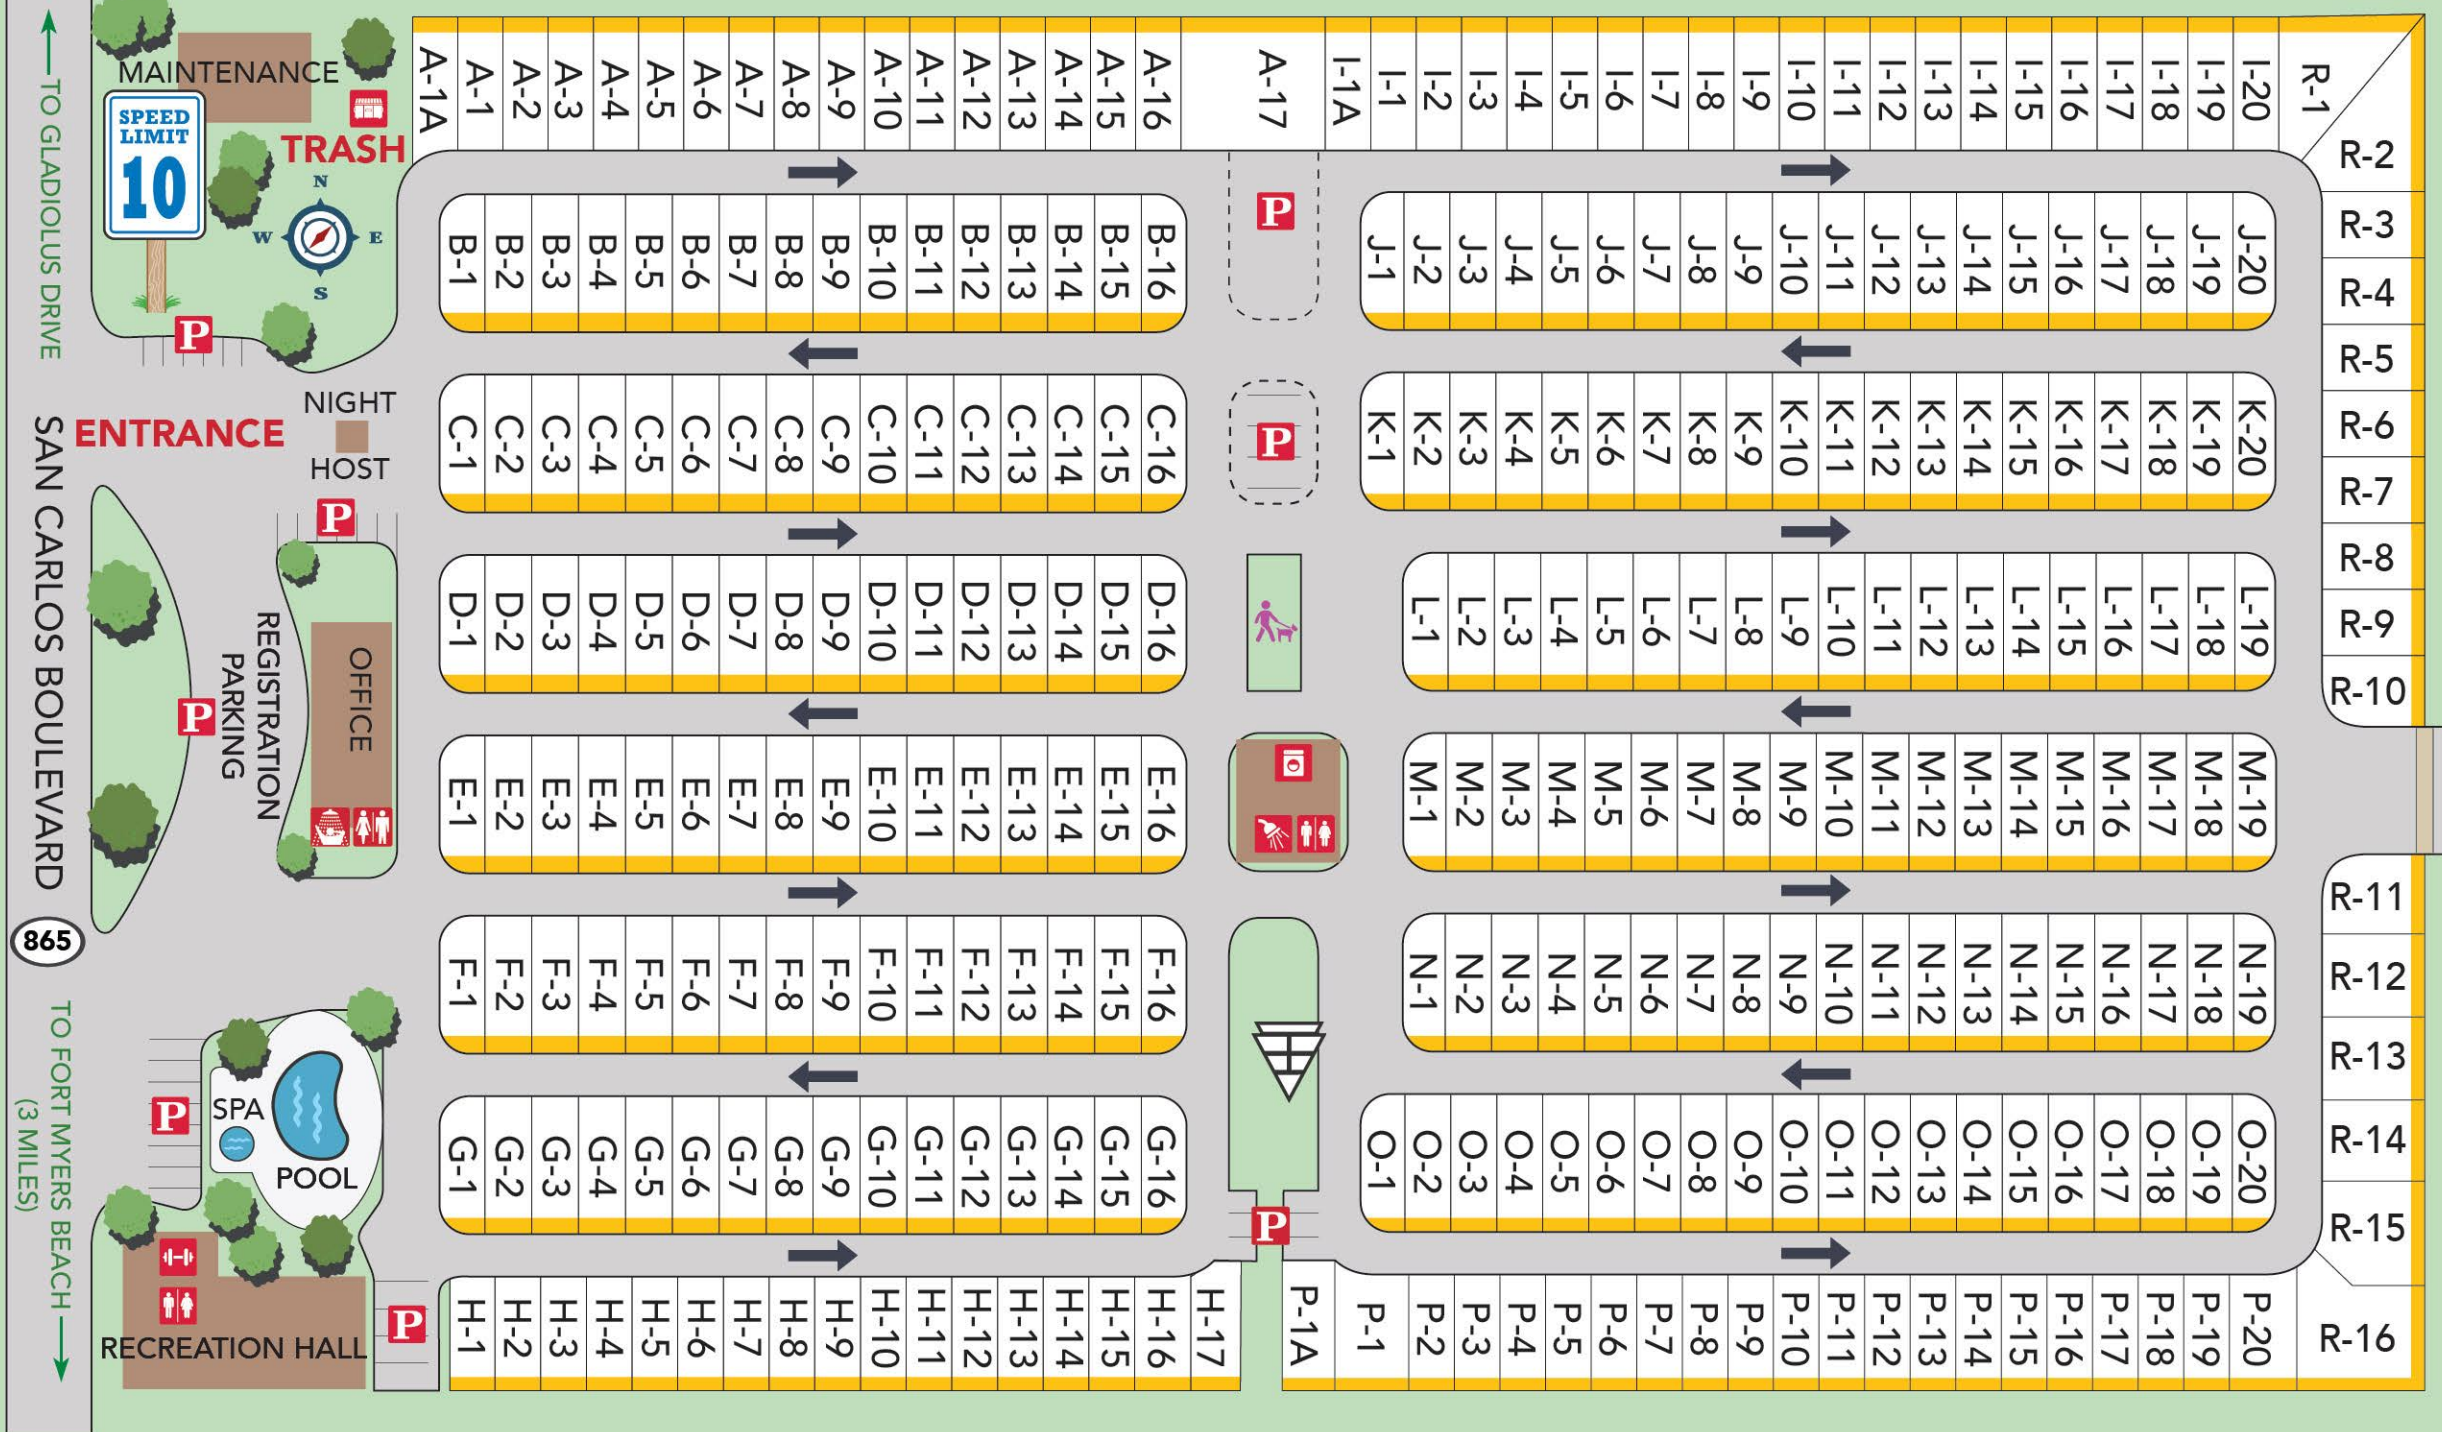 TO GLADIOLUS DRIVE
SAN CARLOS BOULEVARD
865
TO FORT MYERS BEACH
(3 MILES)
MAINTENANCE
SPEED
LIMIT
10
TRASH
N
W E
S
P
ENTRANCE
NIGHT
HOST
P
REGISTRATION
PARKING
P
OFFICE
SPA
POOL
P
RECREATION HALL
P
A-1A A-1 A-2 A-3 A-4 A-5 A-6 A-7 A-8 A-9 A-10 A-11 A-12 A-13 A-14 A-15 A-16 A-17
I-1A I-1 I-2 I-3 I-4 I-5 I-6 I-7 I-8 I-9 I-10 I-11 I-12 I-13 I-14 I-15 I-16 I-17 I-18 I-19 I-20
B-1 B-2 B-3 B-4 B-5 B-6 B-7 B-8 B-9 B-10 B-11 B-12 B-13 B-14 B-15 B-16
P
J-1 J-2 J-3 J-4 J-5 J-6 J-7 J-8 J-9 J-10 J-11 J-12 J-13 J-14 J-15 J-16 J-17 J-18 J-19 J-20
C-1 C-2 C-3 C-4 C-5 C-6 C-7 C-8 C-9 C-10 C-11 C-12 C-13 C-14 C-15 C-16
P
K-1 K-2 K-3 K-4 K-5 K-6 K-7 K-8 K-9 K-10 K-11 K-12 K-13 K-14 K-15 K-16 K-17 K-18 K-19 K-20
D-1 D-2 D-3 D-4 D-5 D-6 D-7 D-8 D-9 D-10 D-11 D-12 D-13 D-14 D-15 D-16
L-1 L-2 L-3 L-4 L-5 L-6 L-7 L-8 L-9 L-10 L-11 L-12 L-13 L-14 L-15 L-16 L-17 L-18 L-19
E-1 E-2 E-3 E-4 E-5 E-6 E-7 E-8 E-9 E-10 E-11 E-12 E-13 E-14 E-15 E-16
M-1 M-2 M-3 M-4 M-5 M-6 M-7 M-8 M-9 M-10 M-11 M-12 M-13 M-14 M-15 M-16 M-17 M-18 M-19
F-1 F-2 F-3 F-4 F-5 F-6 F-7 F-8 F-9 F-10 F-11 F-12 F-13 F-14 F-15 F-16
N-1 N-2 N-3 N-4 N-5 N-6 N-7 N-8 N-9 N-10 N-11 N-12 N-13 N-14 N-15 N-16 N-17 N-18 N-19
G-1 G-2 G-3 G-4 G-5 G-6 G-7 G-8 G-9 G-10 G-11 G-12 G-13 G-14 G-15 G-16
P
O-1 O-2 O-3 O-4 O-5 O-6 O-7 O-8 O-9 O-10 O-11 O-12 O-13 O-14 O-15 O-16 O-17 O-18 O-19 O-20
H-1 H-2 H-3 H-4 H-5 H-6 H-7 H-8 H-9 H-10 H-11 H-12 H-13 H-14 H-15 H-16 H-17
P-1A P-1 P-2 P-3 P-4 P-5 P-6 P-7 P-8 P-9 P-10 P-11 P-12 P-13 P-14 P-15 P-16 P-17 P-18 P-19 P-20
R-1
R-2
R-3
R-4
R-5
R-6
R-7
R-8
R-9
R-10
R-11
R-12
R-13
R-14
R-15
R-16